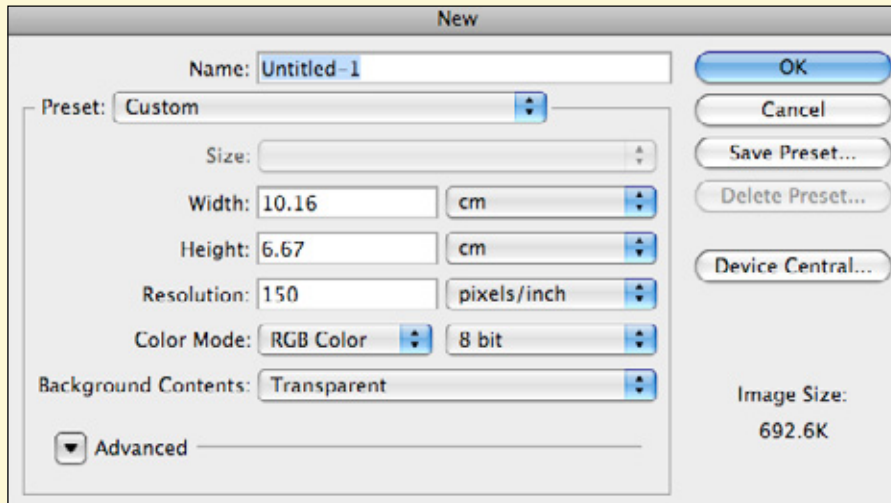 New
Name: Untitled-1
OK
Preset: Custom
Cancel
Size:
Save Preset...
Width: 10.16 cm
Delete Preset...
Height: 6.67 cm
Device Central...
Resolution: 150 pixels/inch
Color Mode: RGB Color 8 bit
Background Contents: Transparent
Image Size:
692.6K
Advanced